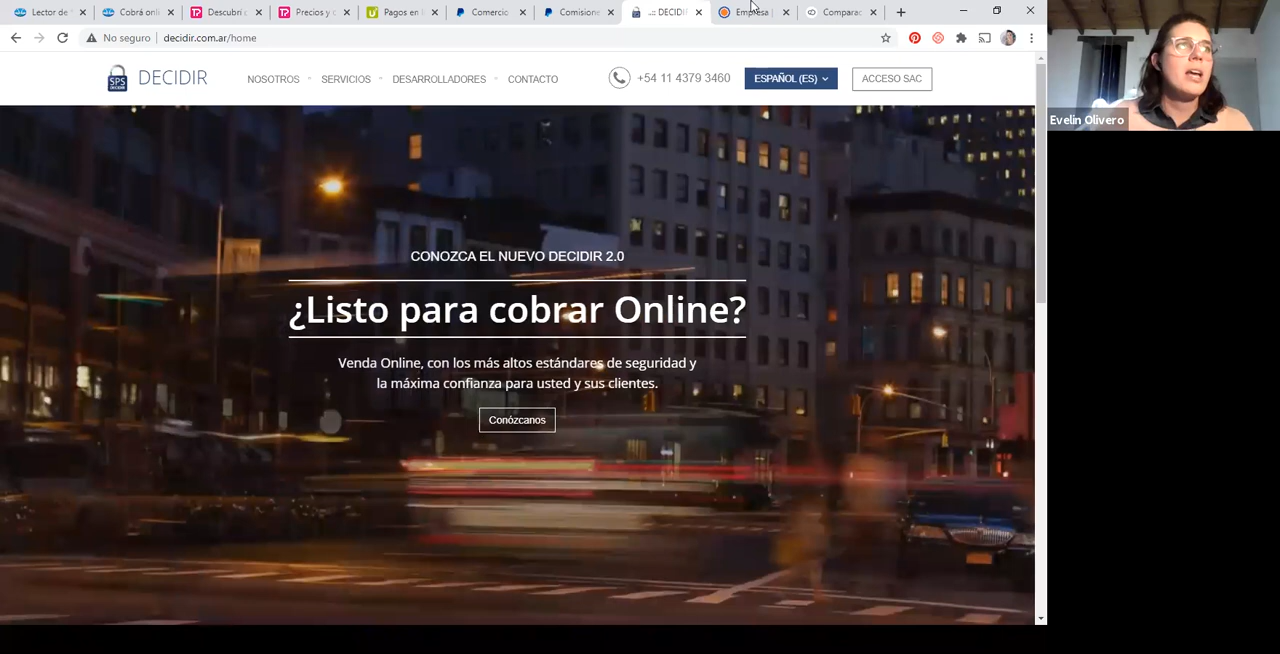 Lector de
Cobrá onli
Descubrí c
Precios y c
Pagos en l
Comercio
Comisione
..:: DECIDI
Empresa
Comparac
No seguro | decidir.com.ar/home
SPS
DECIDIR
DECIDIR
NOSOTROS
SERVICIOS
DESARROLLADORES
CONTACTO
+54 11 4379 3460
ESPAÑOL (ES)
ACCESO SAC
Evelin Olivero
CONOZCA EL NUEVO DECIDIR 2.0
¿Listo para cobrar Online?
Venda Online, con los más altos estándares de seguridad y
la máxima confianza para usted y sus clientes.
Conózcanos